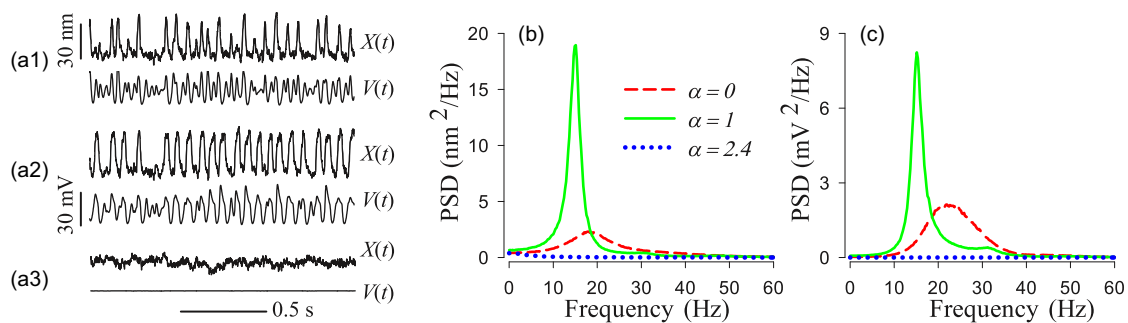 (a1)
30 nm
X(t)
V(t)
(a2)
30 mV
X(t)
V(t)
(a3)
X(t)
V(t)
0.5 s
(b)
PSD (nm²/Hz)
20
15
10
5
0
0 10 20 30 40 50 60
Frequency (Hz)
α = 0
α = 1
α = 2.4
(c)
PSD (mV²/Hz)
9
6
3
0
0 10 20 30 40 50 60
Frequency (Hz)